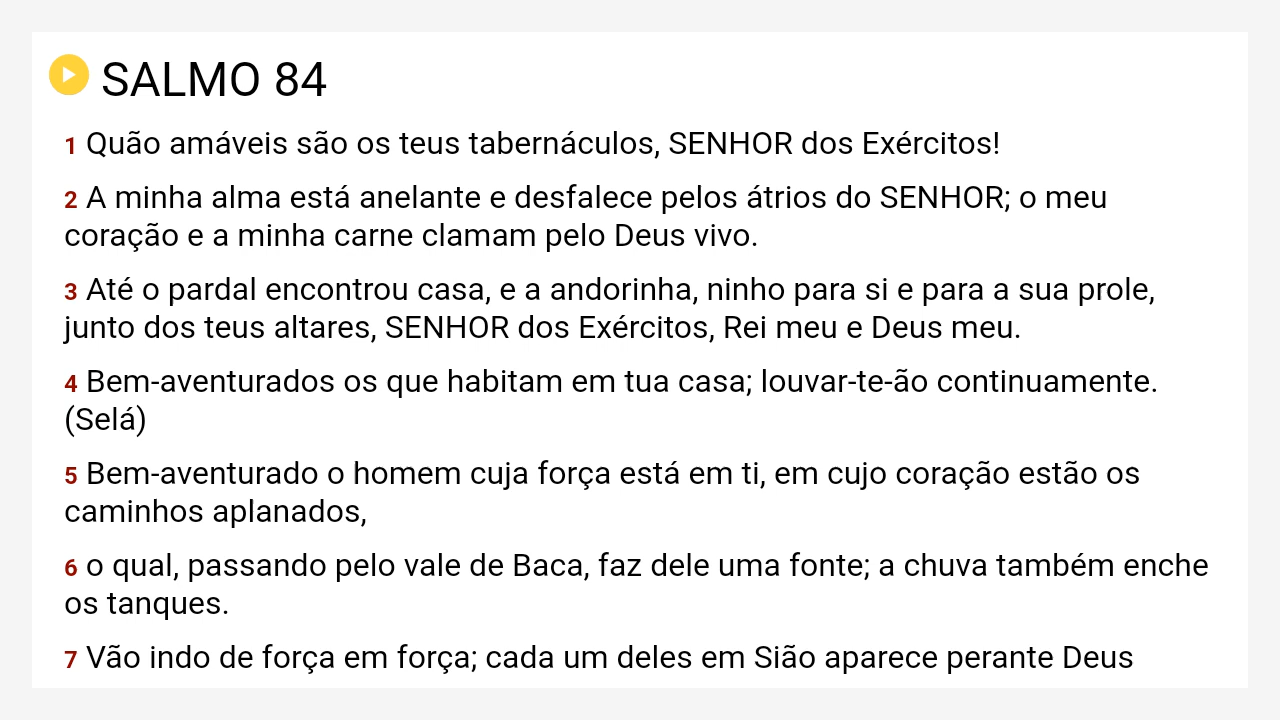 SALMO 84
1 Quão amáveis são os teus tabernáculos, SENHOR dos Exércitos!
2 A minha alma está anelante e desfalece pelos átrios do SENHOR; o meu
coração e a minha carne clamam pelo Deus vivo.
3 Até o pardal encontrou casa, e a andorinha, ninho para si e para a sua prole,
junto dos teus altares, SENHOR dos Exércitos, Rei meu e Deus meu.
4 Bem-aventurados os que habitam em tua casa; louvar-te-ão continuamente.
(Selá)
5 Bem-aventurado o homem cuja força está em ti, em cujo coração estão os
caminhos aplanados,
6 o qual, passando pelo vale de Baca, faz dele uma fonte; a chuva também enche
os tanques.
7 Vão indo de força em força; cada um deles em Sião aparece perante Deus